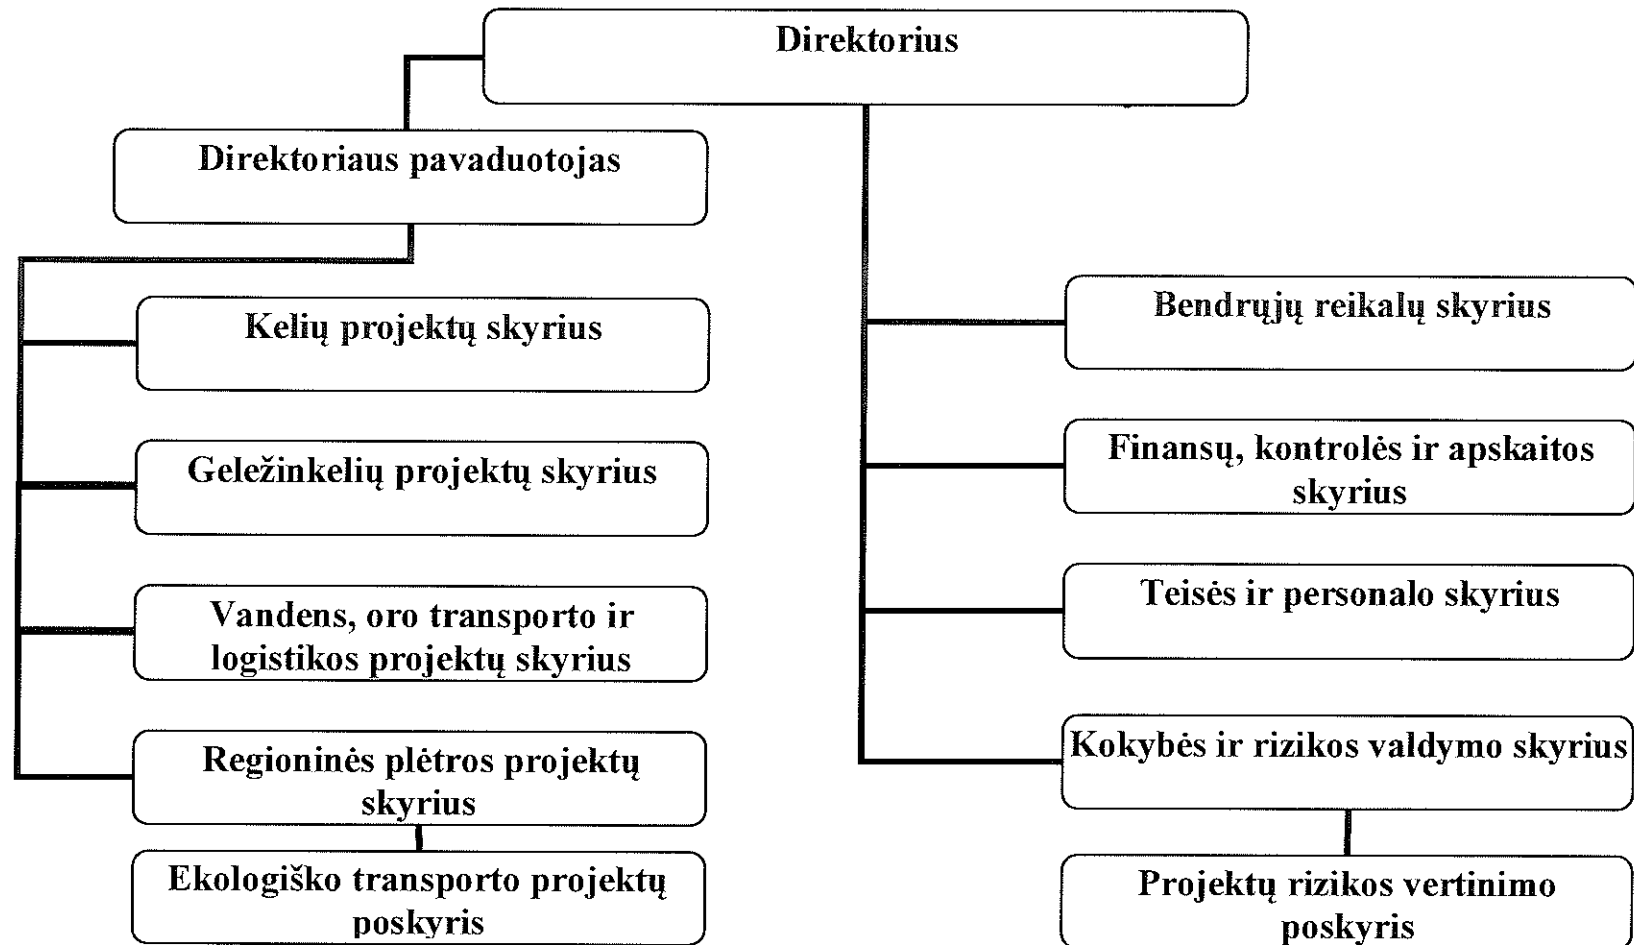 Direktorius
Direktoriaus pavaduotojas
Kelių projektų skyrius
Geležinkelių projektų skyrius
Vandens, oro transporto ir
logistikos projektų skyrius
Regioninės plėtros projektų
skyrius
Ekologiško transporto projektų
poskyris
Bendrųjų reikalų skyrius
Finansų, kontrolės ir apskaitos
skyrius
Teisės ir personalo skyrius
Kokybės ir rizikos valdymo skyrius
Projektų rizikos vertinimo
poskyris